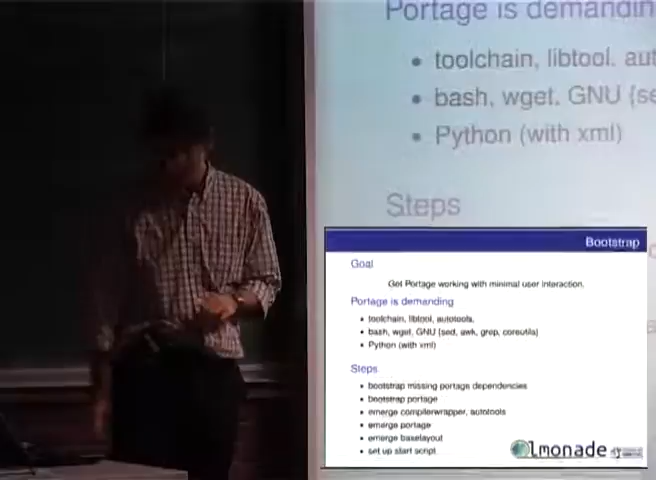 Portage is demandin
• toolchain, libtool, aut
• bash, wget, GNU [se
• Python (with xml)
Steps
Bootstrap
Goal
Get Portage working with minimal user interaction.
Portage is demanding
• toolchain, libtool, autotools,
• bash, wget, GNU [sed, awk, grep, coreutils]
• Python (with xml)
Steps
• bootstrap missing portage dependencies
• bootstrap portage
• emerge compilerwrapper, autotools
• emerge portage
• emerge baselayout
• set up start script
lmonade